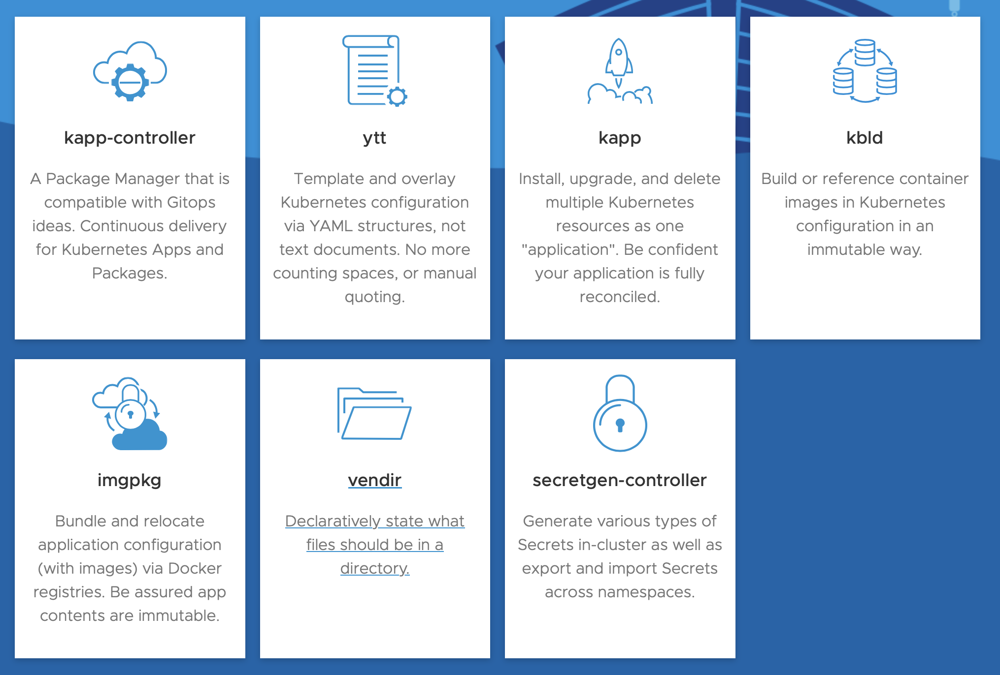 kapp-controller
A Package Manager that is
compatible with Gitops
ideas. Continuous delivery
for Kubernetes Apps and
Packages.
ytt
Template and overlay
Kubernetes configuration
via YAML structures, not
text documents. No more
counting spaces, or manual
quoting.
kapp
Install, upgrade, and delete
multiple Kubernetes
resources as one
"application". Be confident
your application is fully
reconciled.
kbld
Build or reference container
images in Kubernetes
configuration in an
immutable way.
imgpkg
Bundle and relocate
application configuration
(with images) via Docker
registries. Be assured app
contents are immutable.
vendir
Declaratively state what
files should be in a
directory.
secretgen-controller
Generate various types of
Secrets in-cluster as well as
export and import Secrets
across namespaces.